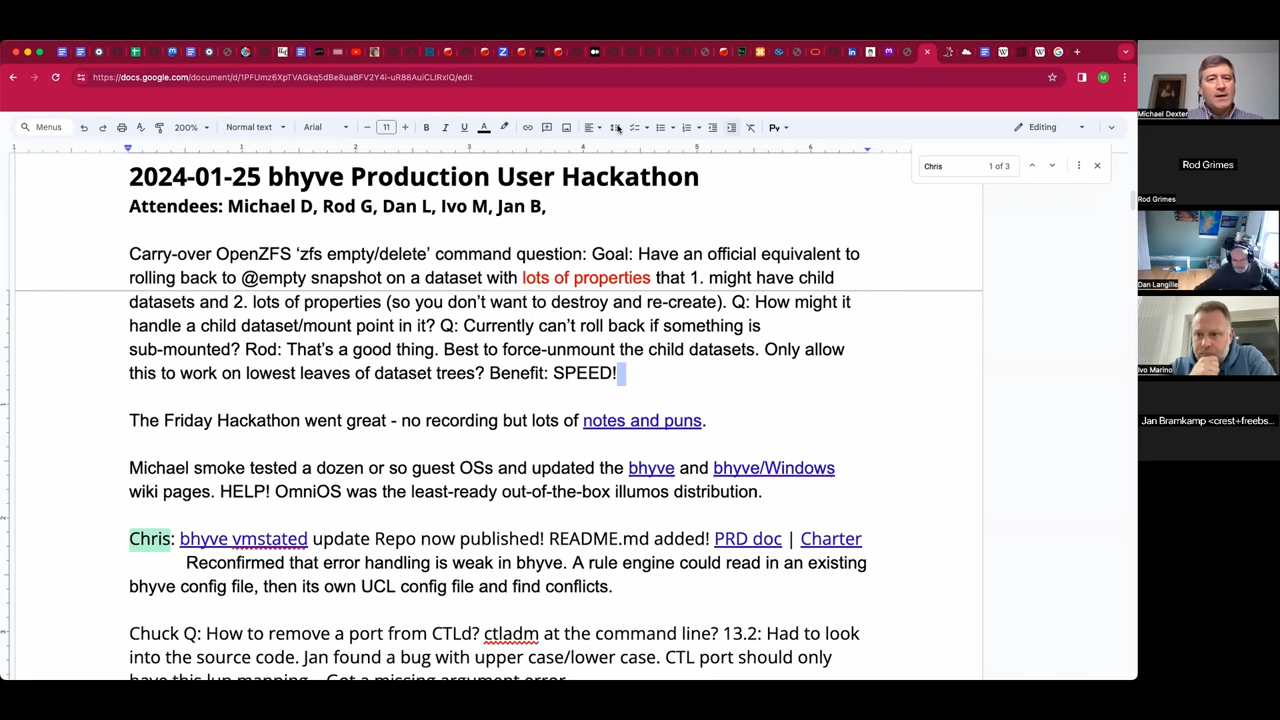 https://docs.google.com/document/d/1PFUmz6XpTVAGkq5dBe8uaBFV2Y4i-uR88AuiCLIRxIQ/edit
Menus
200%
Normal text
Arial
11
Editing
Chris
1 of 3
2024-01-25 bhyve Production User Hackathon
Attendees: Michael D, Rod G, Dan L, Ivo M, Jan B,
Carry-over OpenZFS ‘zfs empty/delete’ command question: Goal: Have an official equivalent to
rolling back to @empty snapshot on a dataset with lots of properties that 1. might have child
datasets and 2. lots of properties (so you don’t want to destroy and re-create). Q: How might it
handle a child dataset/mount point in it? Q: Currently can’t roll back if something is
sub-mounted? Rod: That’s a good thing. Best to force-unmount the child datasets. Only allow
this to work on lowest leaves of dataset trees? Benefit: SPEED!
The Friday Hackathon went great - no recording but lots of notes and puns.
Michael smoke tested a dozen or so guest OSs and updated the bhyve and bhyve/Windows
wiki pages. HELP! OmniOS was the least-ready out-of-the-box illumos distribution.
Chris: bhyve vmstated update Repo now published! README.md added! PRD doc | Charter
Reconfirmed that error handling is weak in bhyve. A rule engine could read in an existing
bhyve config file, then its own UCL config file and find conflicts.
Chuck Q: How to remove a port from CTLd? ctladm at the command line? 13.2: Had to look
into the source code. Jan found a bug with upper case/lower case. CTL port should only
have this lun mapping... Got a missing argument error
Michael Dexter
Rod Grimes
Rod Grimes
Dan Langille
Ivo Marino
Jan Bramkamp <crest+freebs...